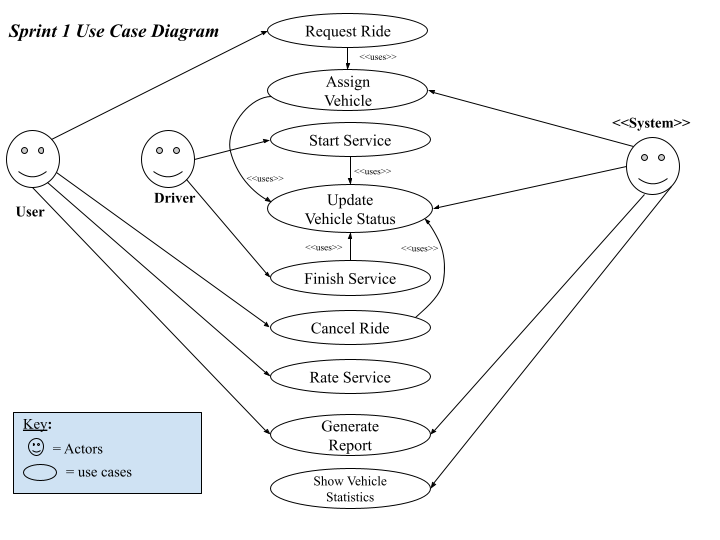 Sprint 1 Use Case Diagram
Request Ride
<<uses>>
Assign
Vehicle
<<System>>
Start Service
<<uses>>
<<uses>>
Driver
User
Update
Vehicle Status
<<uses>>
<<uses>>
Finish Service
Cancel Ride
Rate Service
Generate
Report
Key:
= Actors
= use cases
Show Vehicle
Statistics